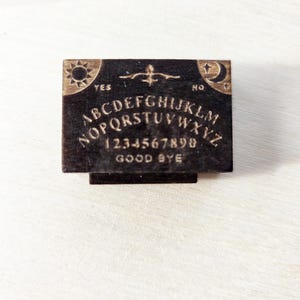 YES NO
ABCDEFGHIJKLM
NOPQRSTUVWXYZ
1234567890
GOOD BYE